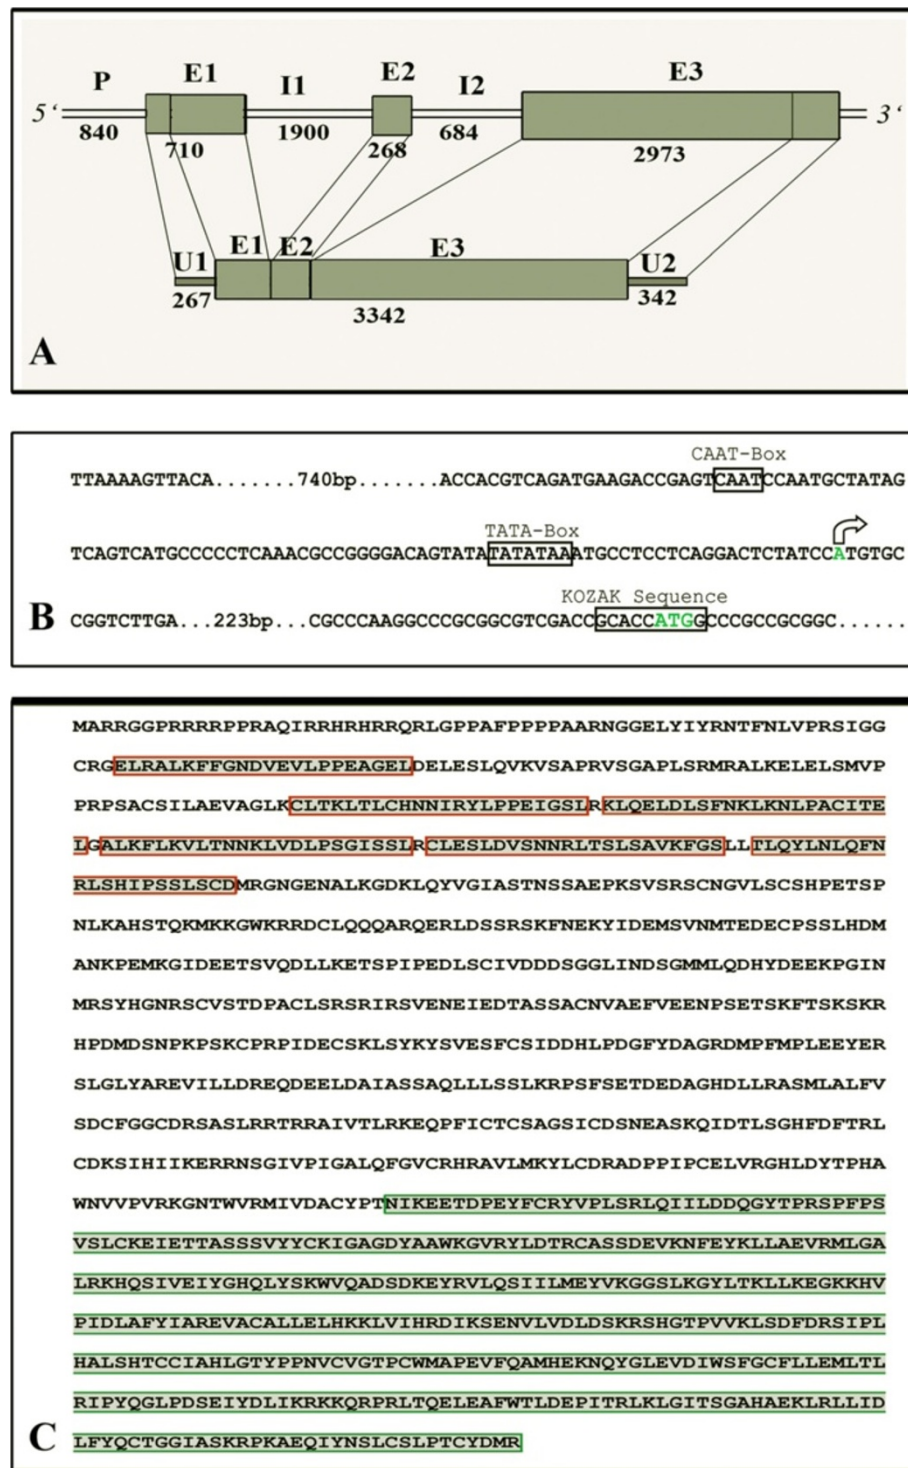 P E1 I1 E2 I2 E3
5‘ 3‘
840 710 1900 268 684 2973
U1 E1 E2 E3 U2
267 3342 342
A
CAAT-Box
TTAAAAGTTACA........740bp........ACCACGTCAGATGAAGACCGAGTCAATCCAATGCTATAG
TATA-Box
TCAGTCATGCCCCCTCAAACGCCGGGGACAGTATATATATAAATGCCTCCTCAGGACTCTATCCATGTGC
KOZAK Sequence
B CGGTCTTGA...223bp...CGCCCAAGGCCCGCGGCGTCGACCGCACCATGGCCCGCCGCGGC......
MARRGGPRRRRPPRAQIRRHRHRRQRLGPPAFPPPPAARNGGELYIYRNTFNLVPRSIGG
CRGELRALKFFGNDVEVLPPEAGELDELESLQVKVSAPRVSGAPLSRMRALKELELSMVP
PRPSACSILAEVAGLKCLTKLTLCHNNIRYLPPEIGSLRKLQELDLSFNKLKNLPACITE
LGALKFLKVLTNNKLVDLPSGISSLRCLESLDVSNNRLTSLSAVKFGSLLTLQYLNLQFN
RLSHIPSSLSCDMRGNGENALKGDKLQYVGIASTNSSAEPKSVSRSCNGVLSCSHPETSP
NLKAHSTQKMKKGWKRRDCLQQQARQERLDSSRSKFNEKYIDEMSVNMTEDECPSSLHDM
ANKPEMKGIDEETSVQDLLKETSPIPEDLSCIVDDDSGGLINDSGMMLQDHYDEEKPGIN
MRSYHGNRSCVSTDPACLSRSRIRSVENEIEDTASSACNVAEFVEENPSETSKFTSKSKR
HPDMDSNPKPSKCPRPIDECSKLSYKYSVESFCSIDDHLPDGFYDAGRDMPFMPLEEYER
SLGLYAREVILLDREQDEELDAIASSAQLLLSSLKRPSFSETDEDAGHDLLRASMLALFV
SDCFGGCDRSASLRRTRRAIVTLRKEQPFICTCSAGSICDSNEASKQIDTLSGHFDFTRL
CDKSIHIIKERRNSGIVPIGALQFGVCRHRAVLMKYLCDRADPPIPCELVRGHLDYTPHA
WNVVPVRKGNTWVRMIVDACYPTNIKEETDPEYFCRYVPLSRLQIILDDQGYTPRSPFPS
VSLCKEIETTASSSVYYCKIGAGDYAAWKGVRYLDTRCASSDEVKNFEYKLLAEVRMLGA
LRKHQSIVEIYGHQLYSKWVQADSDKEYRVLQSIILMEYVKGGSLKGYLTKLLKEGKKHV
PIDLAFYIAREVACALLELHKKLVIHRDIKSENVLVDLDSKRSHGTPVVKLSDFDRSIPL
HALSHTCCIAHLGTYPPNVCVGTPCWMAPEVFQAMHEKNQYGLEVDIWSFGCFLLEMLTL
RIPYQGLPDSEIYDLIKRKKQRPRLTQELEAFWTLDEPITRLKLGITSGAHAEKLRLLID
C LFYQCTGGIASKRPKAEQIYNSLCSLPTCYDMR